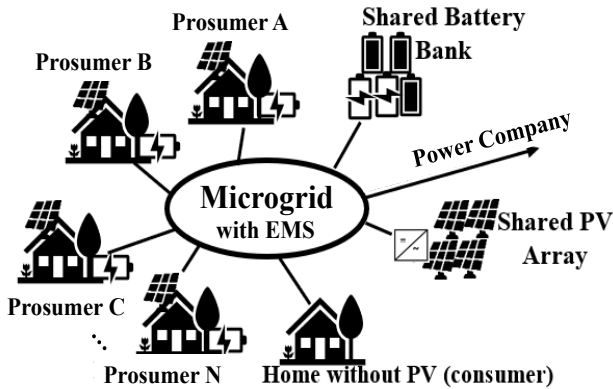 Prosumer A
Shared Battery
Bank
Prosumer B
Power Company
Microgrid
with EMS
Shared PV
Array
Prosumer C
Prosumer N
Home without PV (consumer)